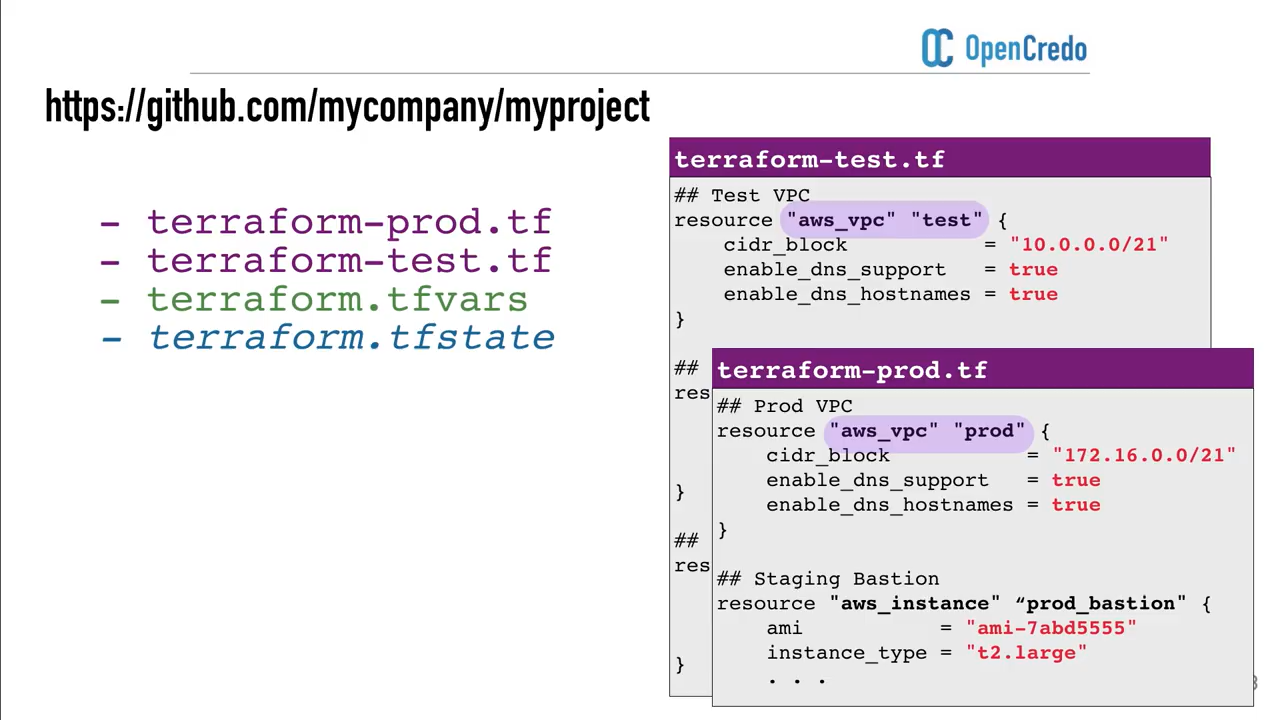 OpenCredo
https://github.com/mycompany/myproject
- terraform-prod.tf
- terraform-test.tf
- terraform.tfvars
- terraform.tfstate
terraform-test.tf
## Test VPC
resource "aws_vpc" "test" {
cidr_block = "10.0.0.0/21"
enable_dns_support = true
enable_dns_hostnames = true
}
##
res
}
##
res
}
terraform-prod.tf
## Prod VPC
resource "aws_vpc" "prod" {
cidr_block = "172.16.0.0/21"
enable_dns_support = true
enable_dns_hostnames = true
}
## Staging Bastion
resource "aws_instance" “prod_bastion" {
ami = "ami-7abd5555"
instance_type = "t2.large"
. . .